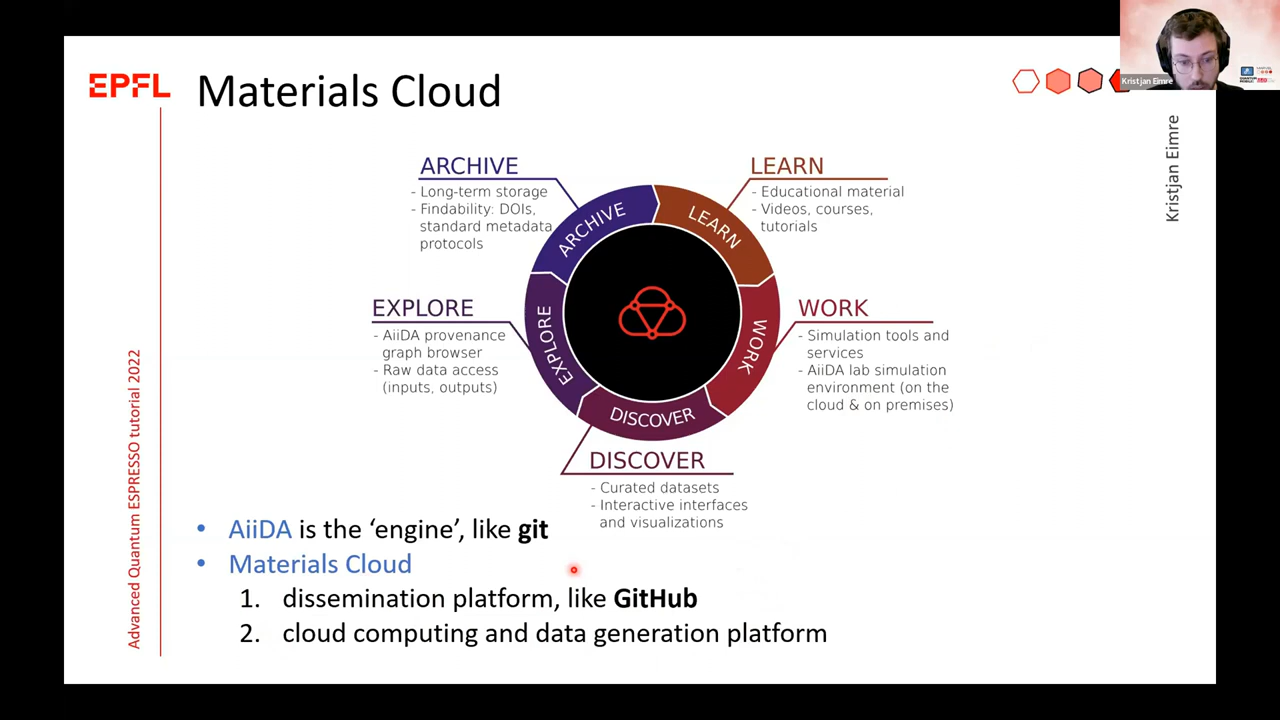 EPFL
Materials Cloud
Kristjan Eimre
Kristjan Eimre
Advanced Quantum ESPRESSO tutorial 2022
ARCHIVE
- Long-term storage
- Findability: DOIs,
standard metadata
protocols
LEARN
- Educational material
- Videos, courses,
tutorials
EXPLORE
- AiiDA provenance
graph browser
- Raw data access
(inputs, outputs)
WORK
- Simulation tools and
services
- AiiDA lab simulation
environment (on the
cloud & on premises)
DISCOVER
- Curated datasets
- Interactive interfaces
and visualizations
ARCHIVE
LEARN
EXPLORE
WORK
DISCOVER
• AiiDA is the ‘engine’, like git
• Materials Cloud
1. dissemination platform, like GitHub
2. cloud computing and data generation platform